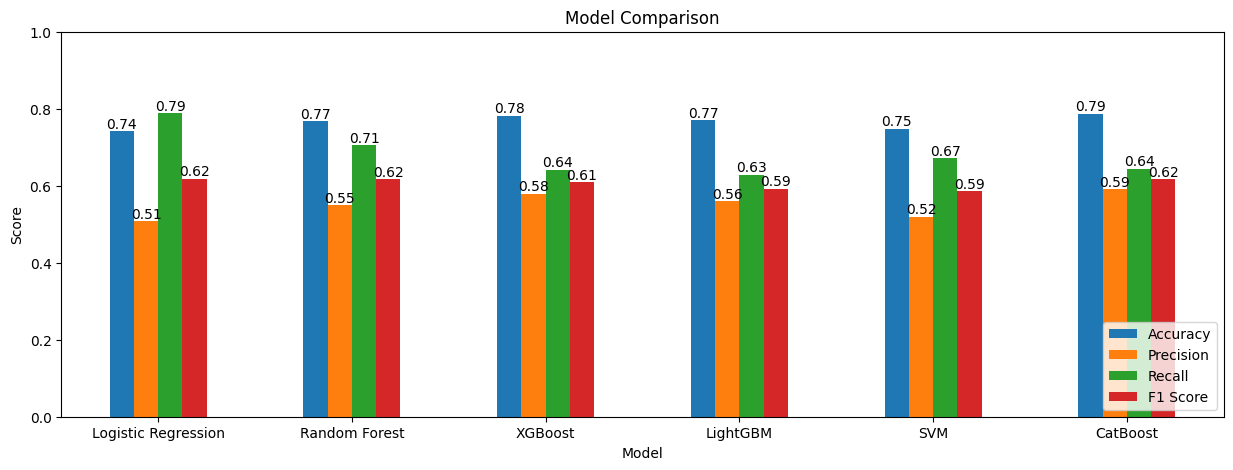 Model Comparison
1.0
0.8
0.6
0.4
0.2
0.0
Score
0.74 0.51 0.79 0.62
0.77 0.55 0.71 0.62
0.78 0.58 0.64 0.61
0.77 0.56 0.63 0.59
0.75 0.52 0.67 0.59
0.79 0.59 0.64 0.62
Accuracy
Precision
Recall
F1 Score
Logistic Regression Random Forest XGBoost LightGBM SVM CatBoost
Model